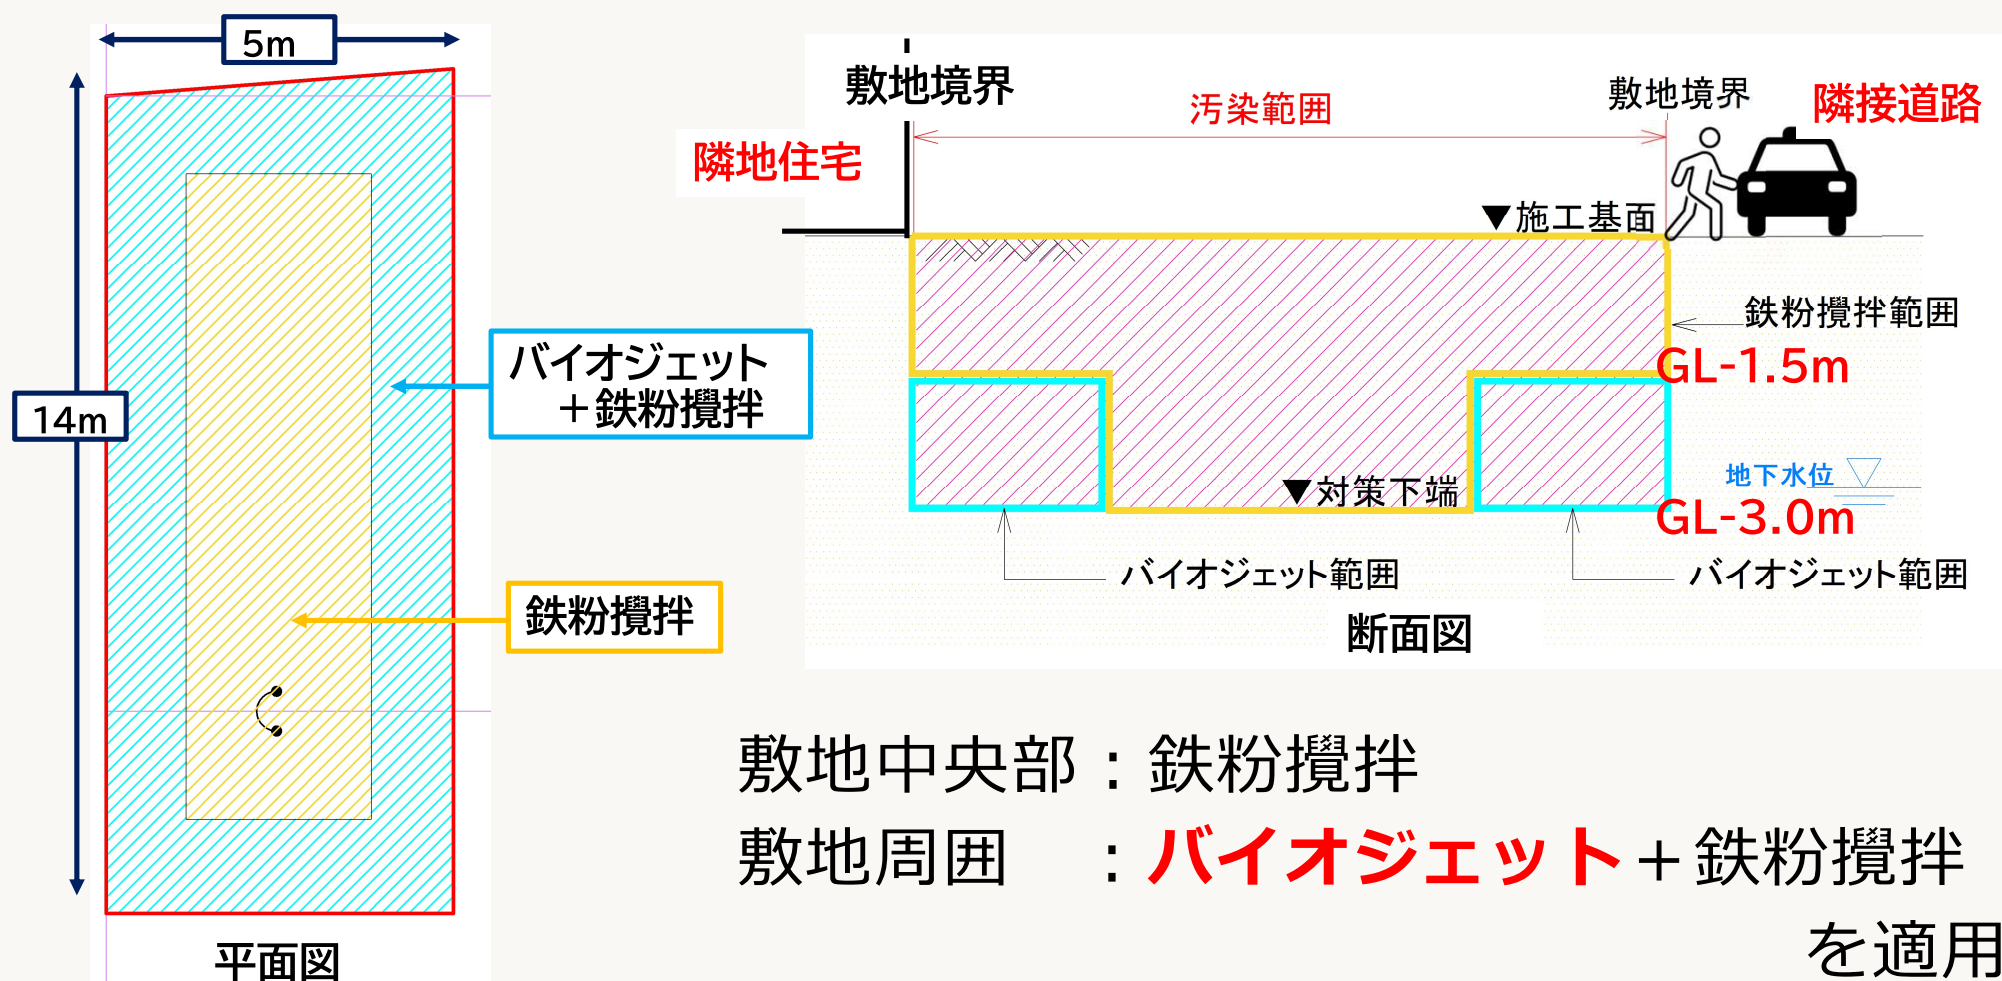 5m
14m
バイオジェット
+鉄粉攪拌
鉄粉攪拌
平面図
敷地境界
隣地住宅
汚染範囲
敷地境界
隣接道路
▼施工基面
鉄粉攪拌範囲
GL-1.5m
地下水位
▼対策下端
GL-3.0m
バイオジェット範囲
バイオジェット範囲
断面図
敷地中央部：鉄粉攪拌
敷地周囲　：バイオジェット+鉄粉攪拌
を適用